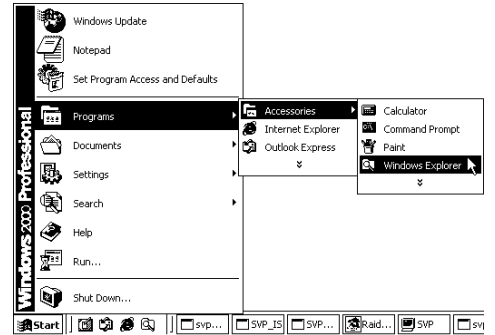 Windows Update
Notepad
Set Program Access and Defaults
Programs
Documents
Settings
Search
Help
Run...
Shut Down...
Windows 2000 Professional
Accessories
Internet Explorer
Outlook Express
Calculator
Command Prompt
Paint
Windows Explorer
Start
svp...
SVP_IS
SVP...
Raid...
SVP
svp